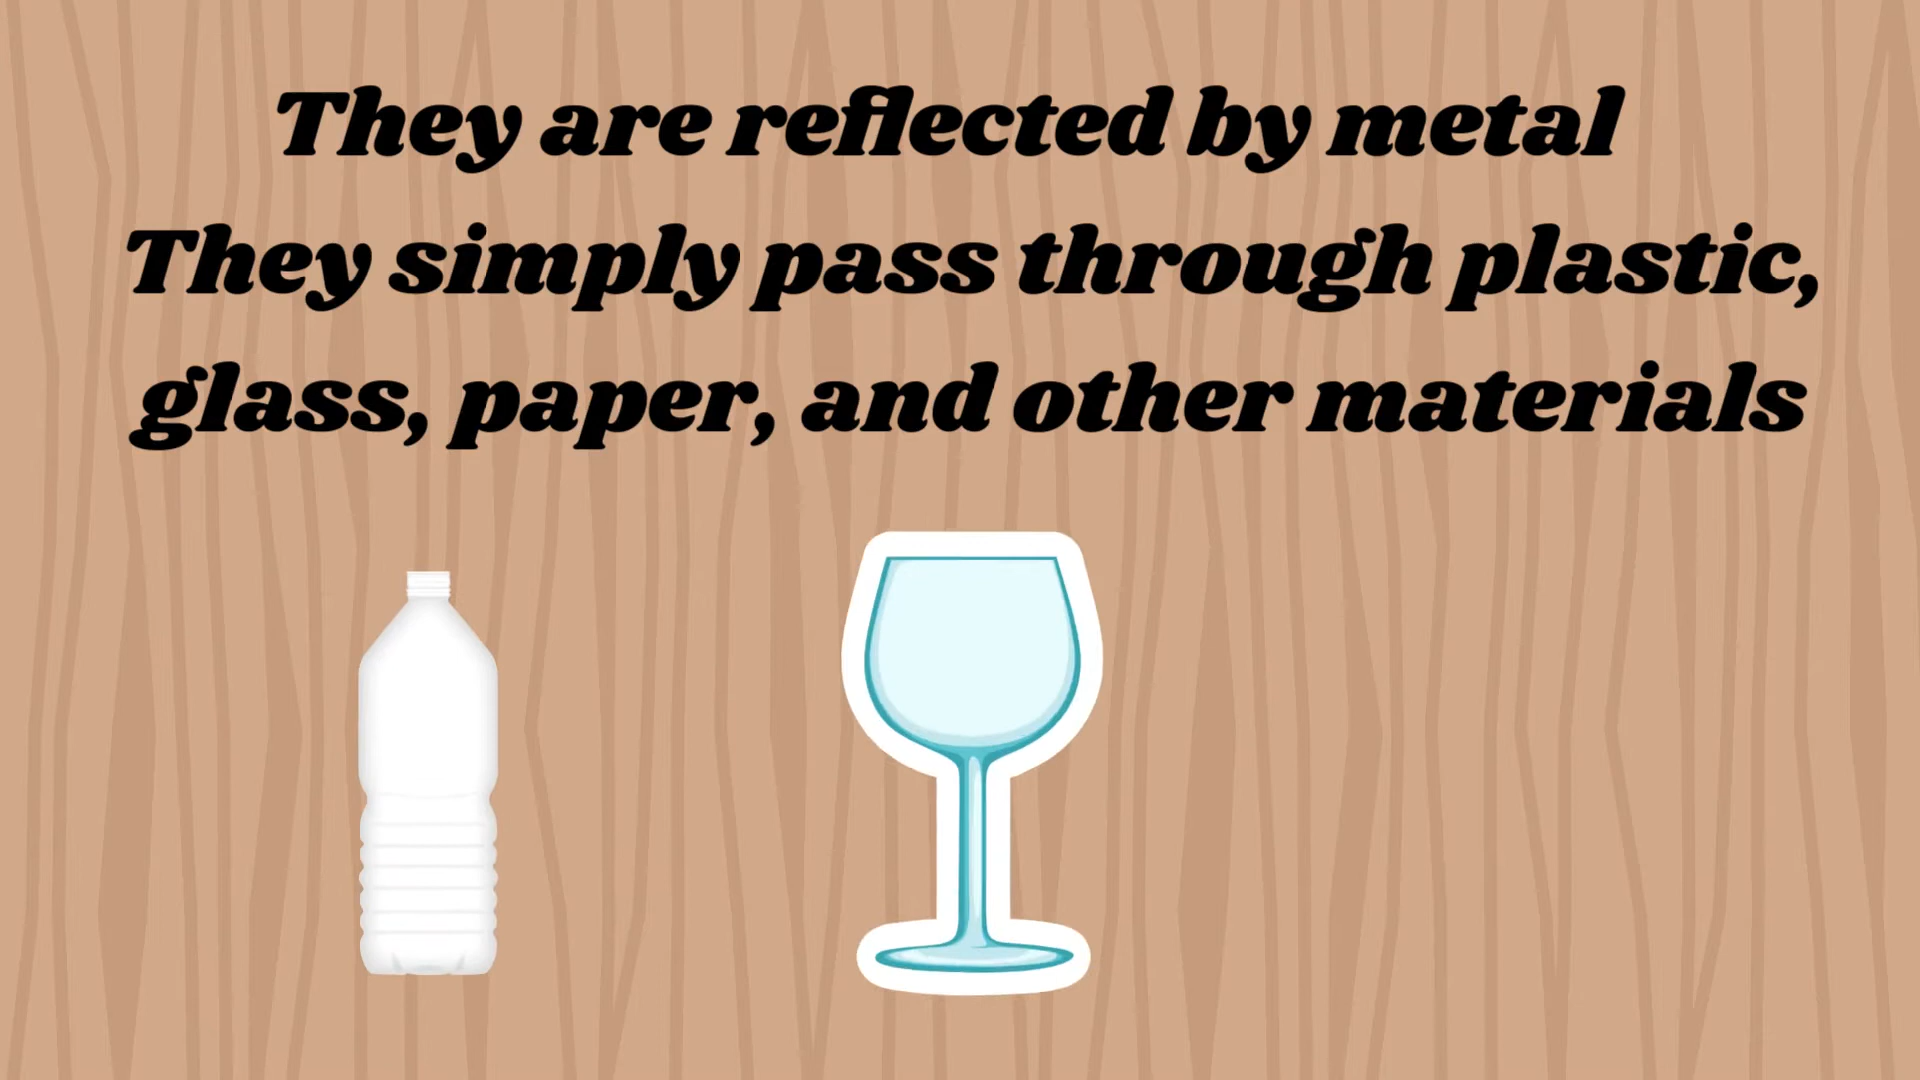 They are reflected by metal
They simply pass through plastic,
glass, paper, and other materials